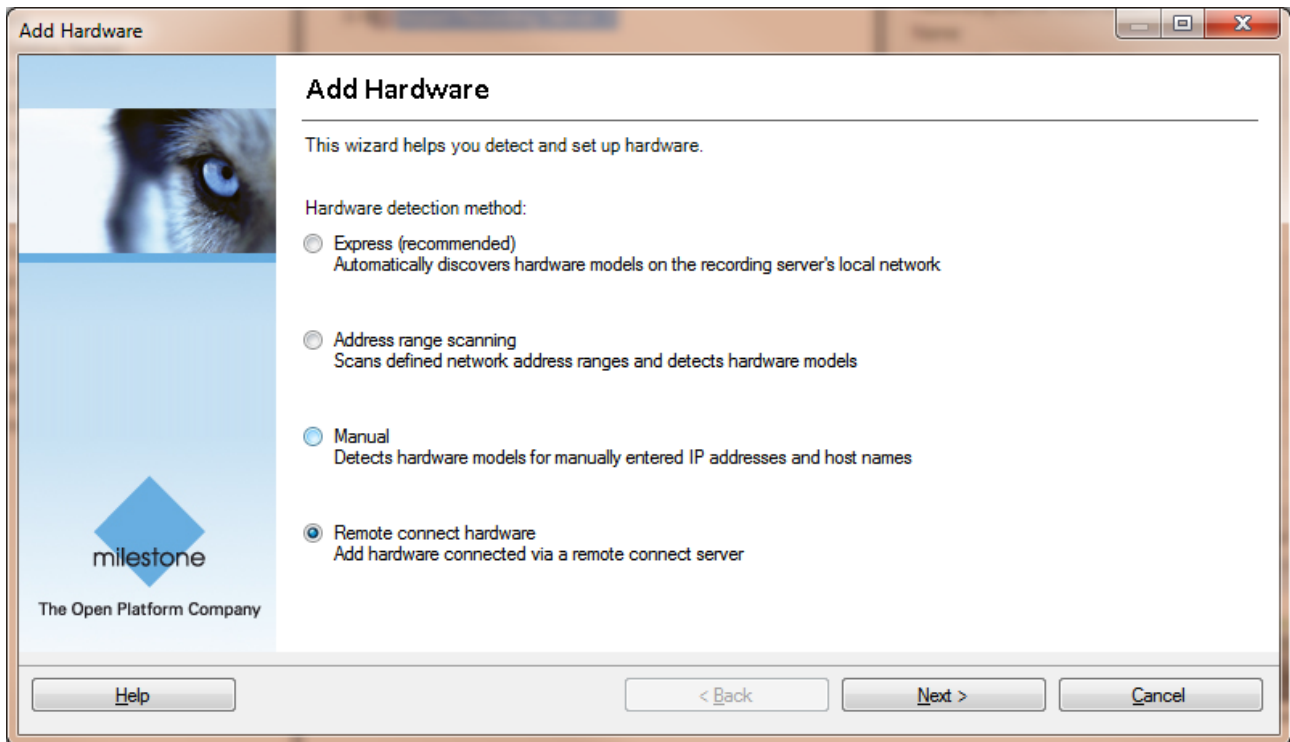 Add Hardware
Add Hardware
This wizard helps you detect and set up hardware.
Hardware detection method:
Express (recommended)
Automatically discovers hardware models on the recording server's local network
Address range scanning
Scans defined network address ranges and detects hardware models
Manual
Detects hardware models for manually entered IP addresses and host names
Remote connect hardware
Add hardware connected via a remote connect server
milestone
The Open Platform Company
Help
< Back
Next >
Cancel